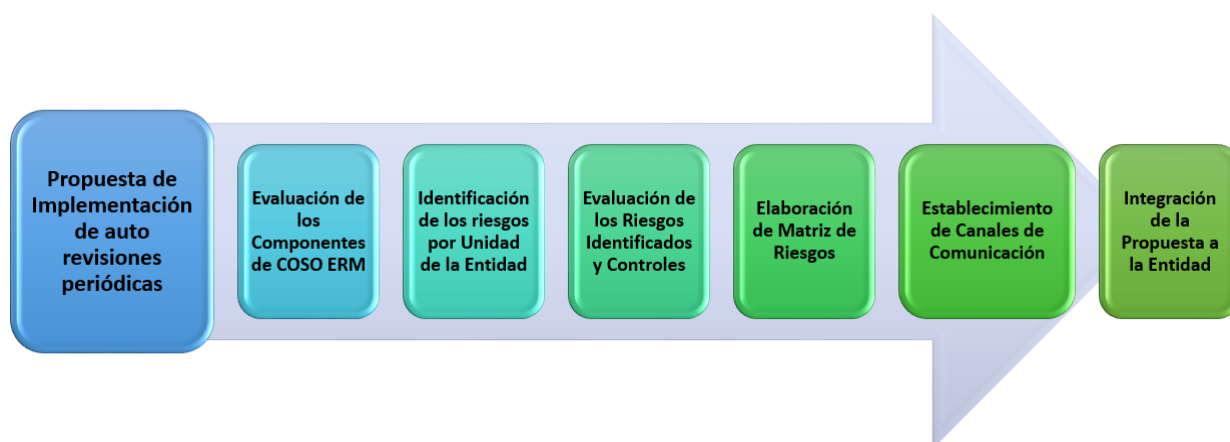 Propuesta de
Implementación
de auto
revisiones
periódicas
Evaluación de
los
Componentes
de COSO ERM
Identificación
de los riesgos
por Unidad
de la Entidad
Evaluación de
los Riesgos
Identificados
y Controles
Elaboración
de Matriz de
Riesgos
Establecimiento
de Canales de
Comunicación
Integración
de la
Propuesta a
la Entidad